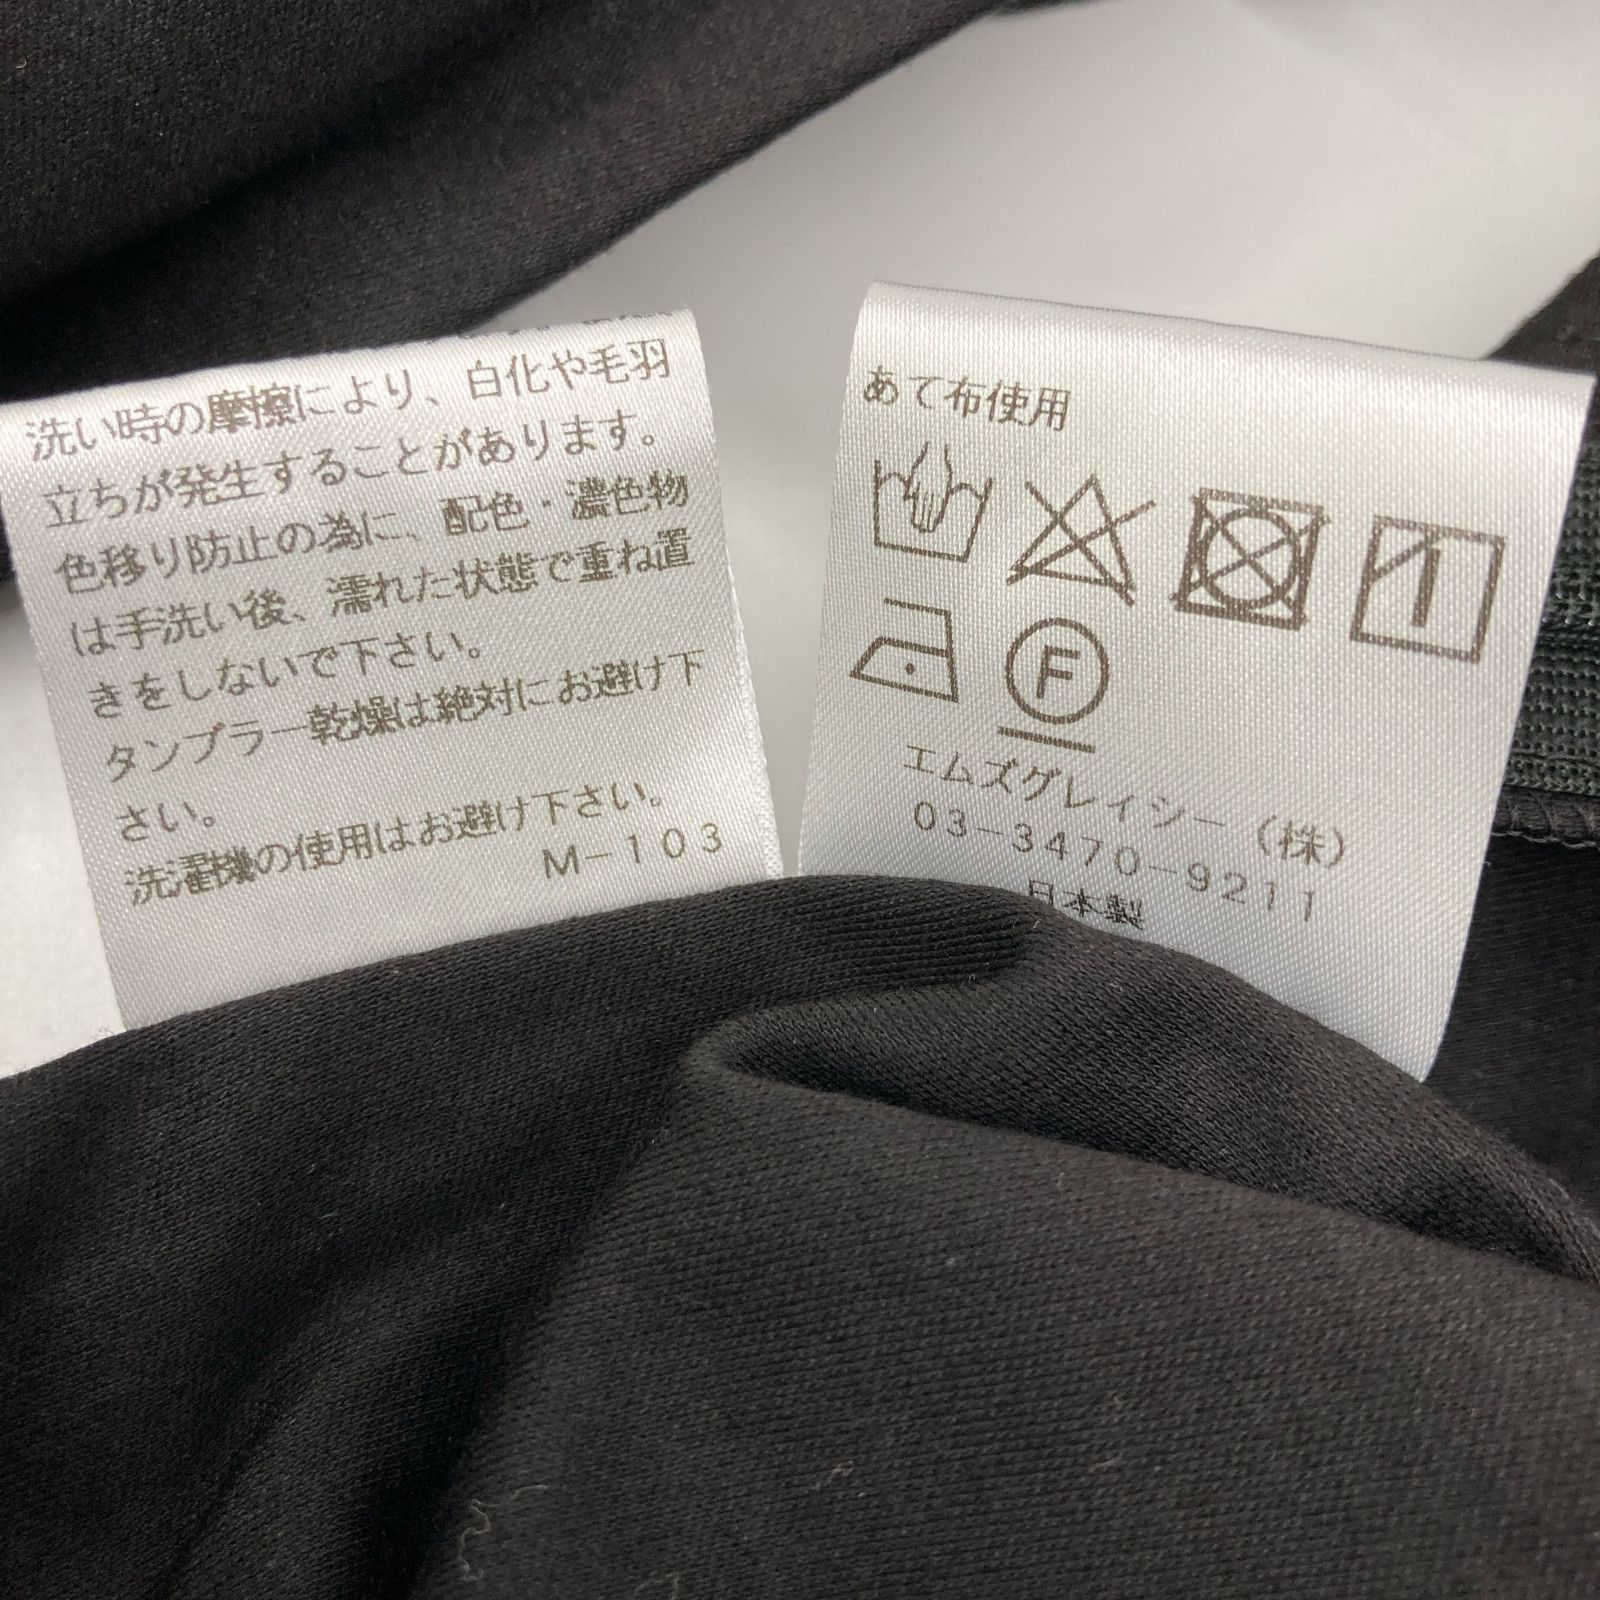 洗い時の摩擦により、白化や毛羽
立ちが発生することがあります。
色移り防止の為に、配色・濃色物
は手洗い後、濡れた状態で重ね置
きをしないで下さい。
タンブラー乾燥は絶対にお避け下
さい。
洗濯機の使用はお避け下さい。
M-103
あて布使用
F
エムズグレイシー(株)
03-3470-9211
日本製